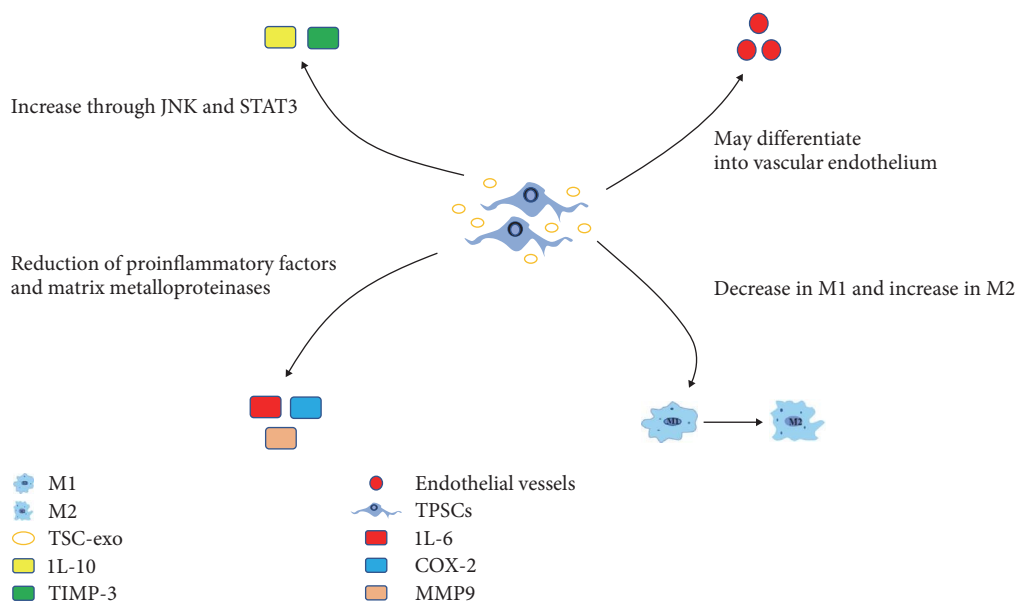 Increase through JNK and STAT3
May differentiate
into vascular endothelium
Reduction of proinflammatory factors
and matrix metalloproteinases
Decrease in M1 and increase in M2
M1
M2
M1
M2
TSC-exo
1L-10
TIMP-3
Endothelial vessels
TPSCs
1L-6
COX-2
MMP9